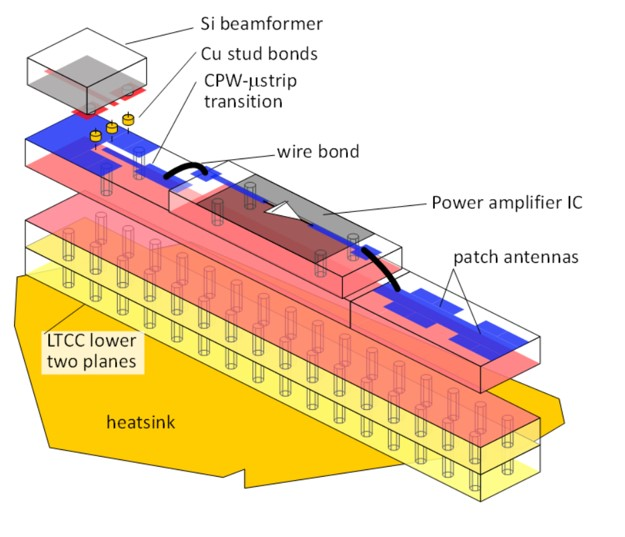 Si beamformer
Cu stud bonds
CPW-μstrip
transition
wire bond
Power amplifier IC
patch antennas
LTCC lower
two planes
heatsink